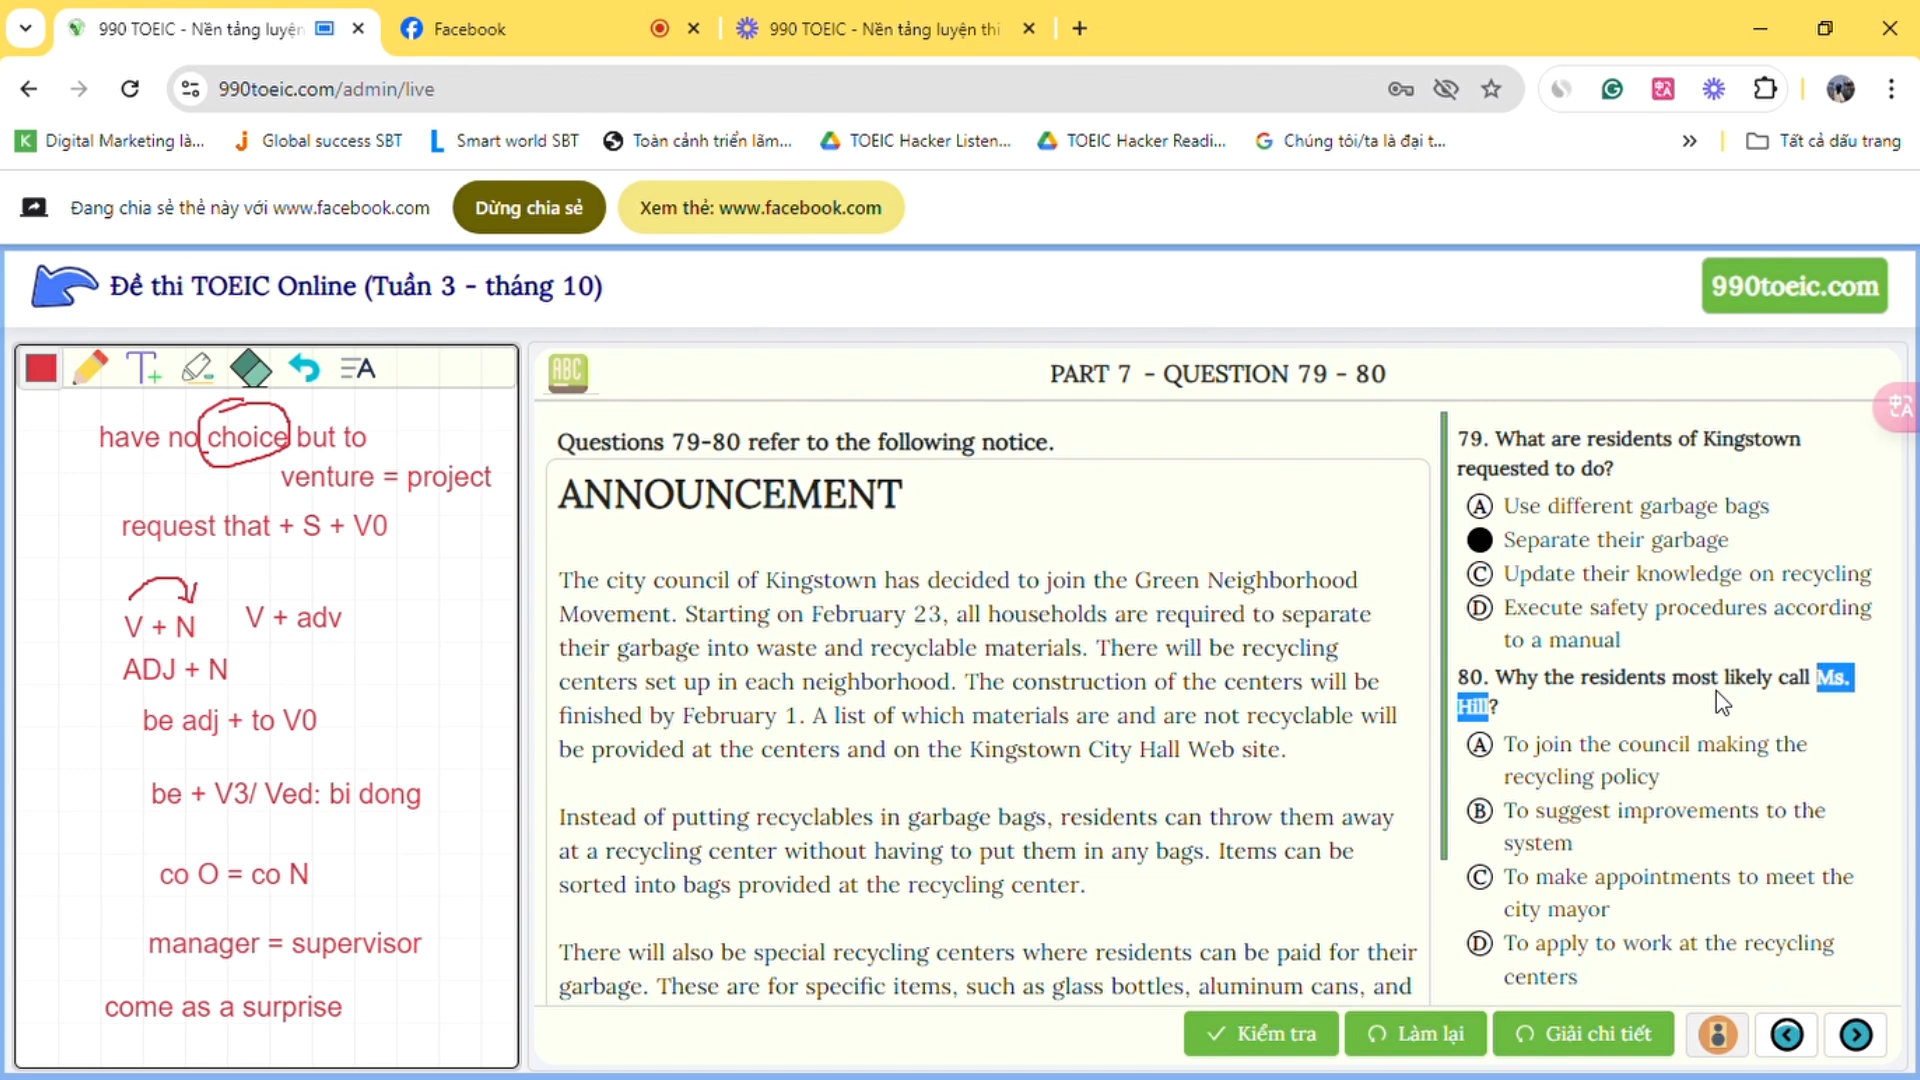 990 TOEIC - Nền tảng luyện
Facebook
990 TOEIC - Nền tảng luyện thi
990toeic.com/admin/live
K Digital Marketing là...
Global success SBT
Smart world SBT
Toàn cảnh triển lãm...
TOEIC Hacker Listen...
TOEIC Hacker Readi...
Chúng tôi/ta là đại t...
Tất cả dấu trang
Đang chia sẻ thẻ này với www.facebook.com
Dừng chia sẻ
Xem thẻ: www.facebook.com
Đề thi TOEIC Online (Tuần 3 - tháng 10)
990toeic.com
have no choice but to
venture = project
request that + S + V0
V + N
V + adv
ADJ + N
be adj + to V0
be + V3/ Ved: bi dong
co O = co N
manager = supervisor
come as a surprise
ABC
PART 7 - QUESTION 79 - 80
Questions 79-80 refer to the following notice.
ANNOUNCEMENT
The city council of Kingstown has decided to join the Green Neighborhood
Movement. Starting on February 23, all households are required to separate
their garbage into waste and recyclable materials. There will be recycling
centers set up in each neighborhood. The construction of the centers will be
finished by February 1. A list of which materials are and are not recyclable will
be provided at the centers and on the Kingstown City Hall Web site.
Instead of putting recyclables in garbage bags, residents can throw them away
at a recycling center without having to put them in any bags. Items can be
sorted into bags provided at the recycling center.
There will also be special recycling centers where residents can be paid for their
garbage. These are for specific items, such as glass bottles, aluminum cans, and
79. What are residents of Kingstown
requested to do?
A Use different garbage bags
Separate their garbage
C Update their knowledge on recycling
D Execute safety procedures according
to a manual
80. Why the residents most likely call Ms.
Hill?
A To join the council making the
recycling policy
B To suggest improvements to the
system
C To make appointments to meet the
city mayor
D To apply to work at the recycling
centers
Kiểm tra
Làm lại
Giải chi tiết